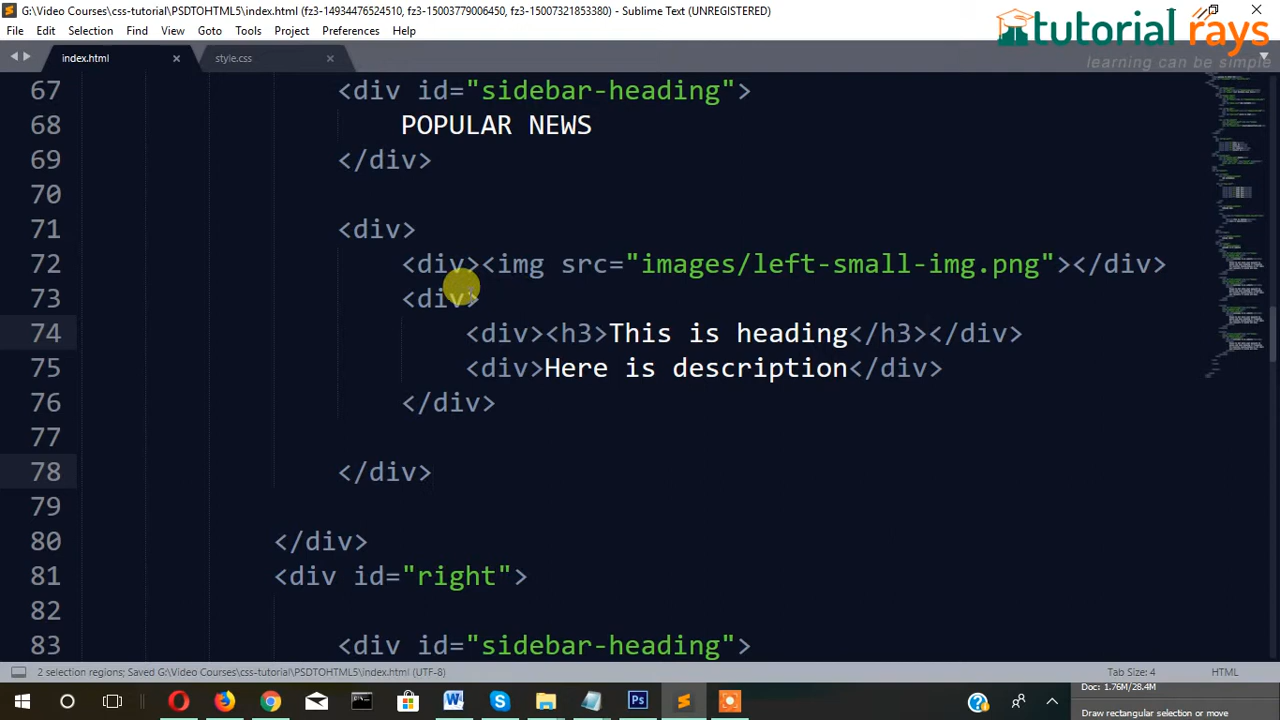 G:\Video Courses\css-tutorial\PSDTOHTML5\index.html (fz3-14934476524510, fz3-15203779006450, fz3-15007321853380) - Sublime Text (UNREGISTERED)
File Edit Selection Find View Goto Tools Project Preferences Help
tutorial rays
learning can be simple
index.html × style.css ×
67 <div id="sidebar-heading">
68 POPULAR NEWS
69 </div>
70
71 <div>
72 <div><img src="images/left-small-img.png"></div>
73 <div>
74 <div><h3>This is heading</h3></div>
75 <div>Here is description</div>
76 </div>
77
78 </div>
79
80 </div>
81 <div id="right">
82
83 <div id="sidebar-heading">
2 selection regions; Saved G:\Video Courses\css-tutorial\PSDTOHTML5\index.html (UTF-8) Tab Size: 4 HTML
Doc: 1.76M/28.4M
Draw rectangular selection or move